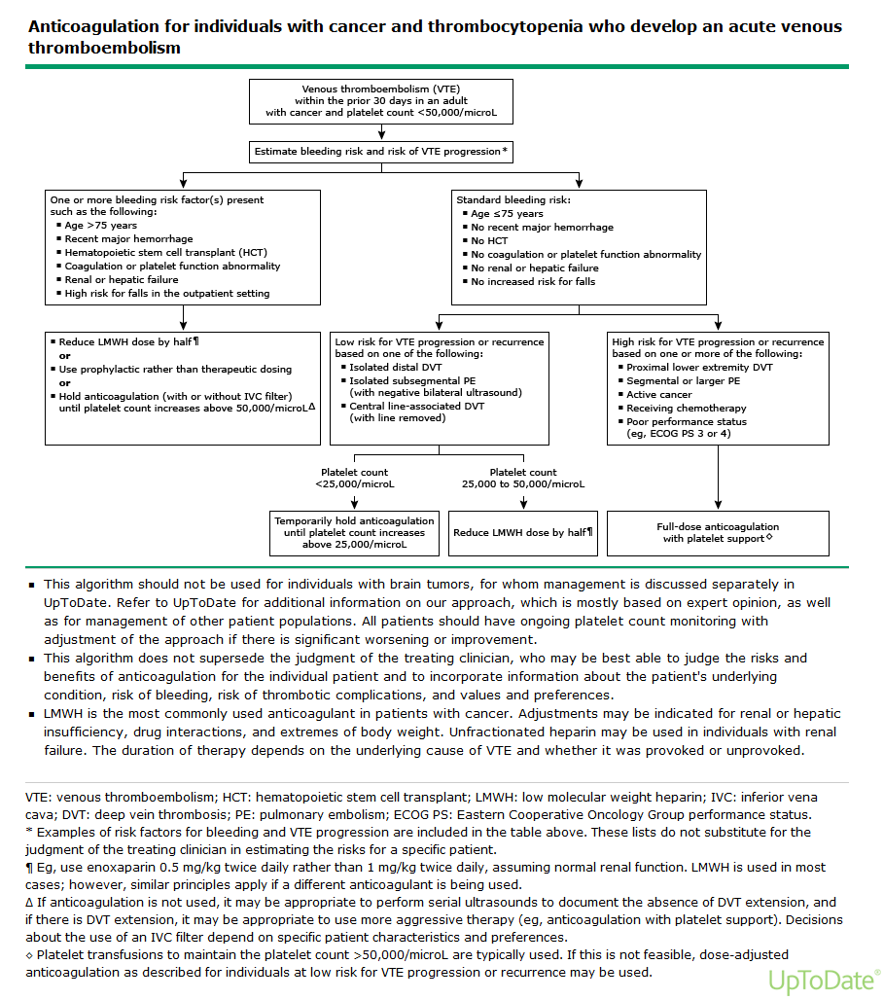 Anticoagulation for individuals with cancer and thrombocytopenia who develop an acute venous
thromboembolism
Venous thromboembolism (VTE)
within the prior 30 days in an adult
with cancer and platelet count <50,000/microL
Estimate bleeding risk and risk of VTE progression*
One or more bleeding risk factor(s) present
such as the following:
▪ Age >75 years
▪ Recent major hemorrhage
▪ Hematopoietic stem cell transplant (HCT)
▪ Coagulation or platelet function abnormality
▪ Renal or hepatic failure
▪ High risk for falls in the outpatient setting
Standard bleeding risk:
▪ Age ≤75 years
▪ No recent major hemorrhage
▪ No HCT
▪ No coagulation or platelet function abnormality
▪ No renal or hepatic failure
▪ No increased risk for falls
▪ Reduce LMWH dose by half¶
or
▪ Use prophylactic rather than therapeutic dosing
or
▪ Hold anticoagulation (with or without IVC filter)
until platelet count increases above 50,000/microLΔ
Low risk for VTE progression or recurrence
based on one of the following:
▪ Isolated distal DVT
▪ Isolated subsegmental PE
(with negative bilateral ultrasound)
▪ Central line-associated DVT
(with line removed)
High risk for VTE progression or recurrence
based on one or more of the following:
▪ Proximal lower extremity DVT
▪ Segmental or larger PE
▪ Active cancer
▪ Receiving chemotherapy
▪ Poor performance status
(eg, ECOG PS 3 or 4)
Platelet count
<25,000/microL
Platelet count
25,000 to 50,000/microL
Temporarily hold anticoagulation
until platelet count increases
above 25,000/microL
Reduce LMWH dose by half¶
Full-dose anticoagulation
with platelet support◇
▪ This algorithm should not be used for individuals with brain tumors, for whom management is discussed separately in
UpToDate. Refer to UpToDate for additional information on our approach, which is mostly based on expert opinion, as well
as for management of other patient populations. All patients should have ongoing platelet count monitoring with
adjustment of the approach if there is significant worsening or improvement.
▪ This algorithm does not supersede the judgment of the treating clinician, who may be best able to judge the risks and
benefits of anticoagulation for the individual patient and to incorporate information about the patient's underlying
condition, risk of bleeding, risk of thrombotic complications, and values and preferences.
▪ LMWH is the most commonly used anticoagulant in patients with cancer. Adjustments may be indicated for renal or hepatic
insufficiency, drug interactions, and extremes of body weight. Unfractionated heparin may be used in individuals with renal
failure. The duration of therapy depends on the underlying cause of VTE and whether it was provoked or unprovoked.
VTE: venous thromboembolism; HCT: hematopoietic stem cell transplant; LMWH: low molecular weight heparin; IVC: inferior vena
cava; DVT: deep vein thrombosis; PE: pulmonary embolism; ECOG PS: Eastern Cooperative Oncology Group performance status.
* Examples of risk factors for bleeding and VTE progression are included in the table above. These lists do not substitute for the
judgment of the treating clinician in estimating the risks for a specific patient.
¶ Eg, use enoxaparin 0.5 mg/kg twice daily rather than 1 mg/kg twice daily, assuming normal renal function. LMWH is used in most
cases; however, similar principles apply if a different anticoagulant is being used.
Δ If anticoagulation is not used, it may be appropriate to perform serial ultrasounds to document the absence of DVT extension, and
if there is DVT extension, it may be appropriate to use more aggressive therapy (eg, anticoagulation with platelet support). Decisions
about the use of an IVC filter depend on specific patient characteristics and preferences.
◇ Platelet transfusions to maintain the platelet count >50,000/microL are typically used. If this is not feasible, dose-adjusted
anticoagulation as described for individuals at low risk for VTE progression or recurrence may be used.
UpToDate®